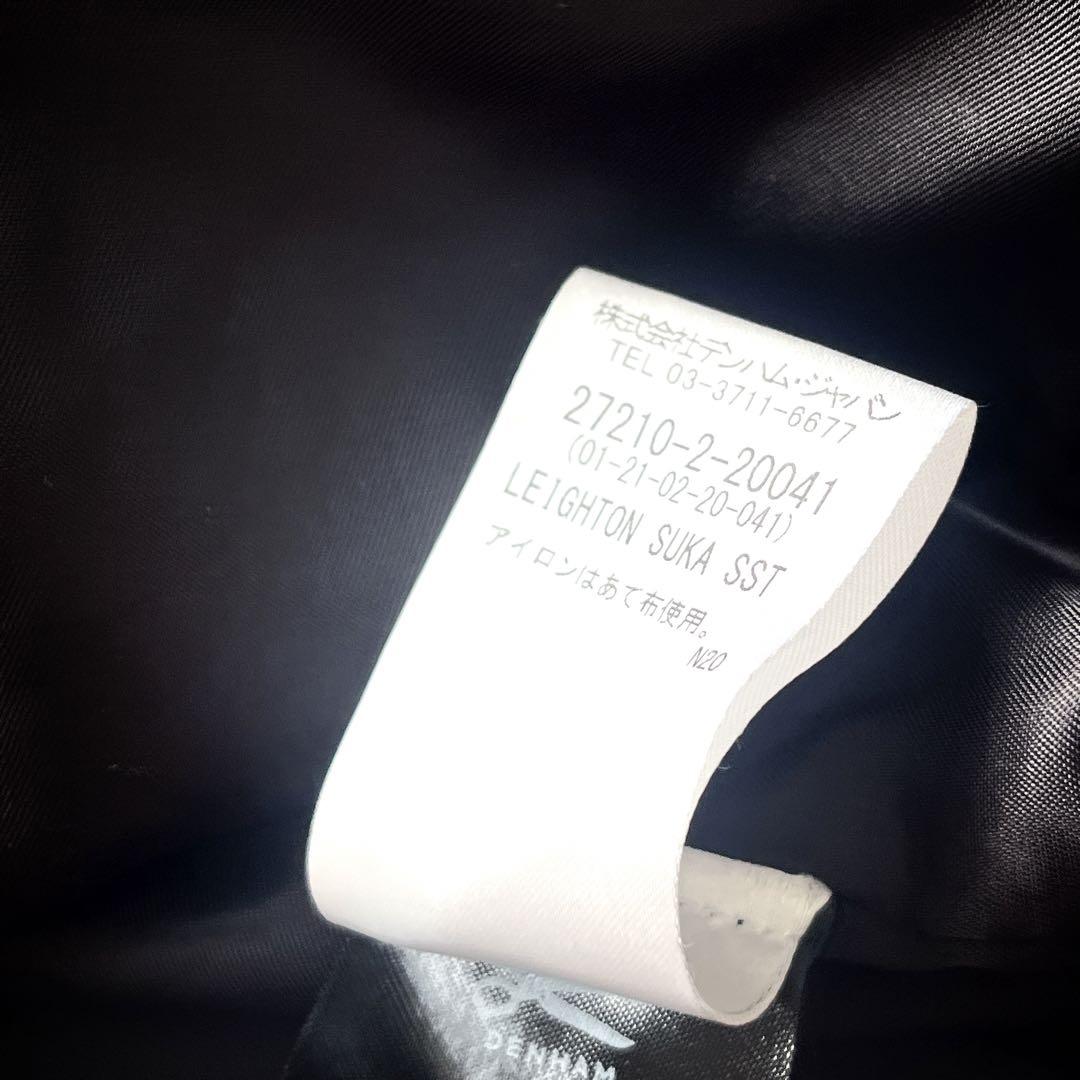 株式会社デンハム・ジャパン
TEL 03-3711-6677
27210-2-20041
(01-21-02-20-041)
LEIGHTON SUKA SST
アイロンはあて布使用。
N20
DENHAM